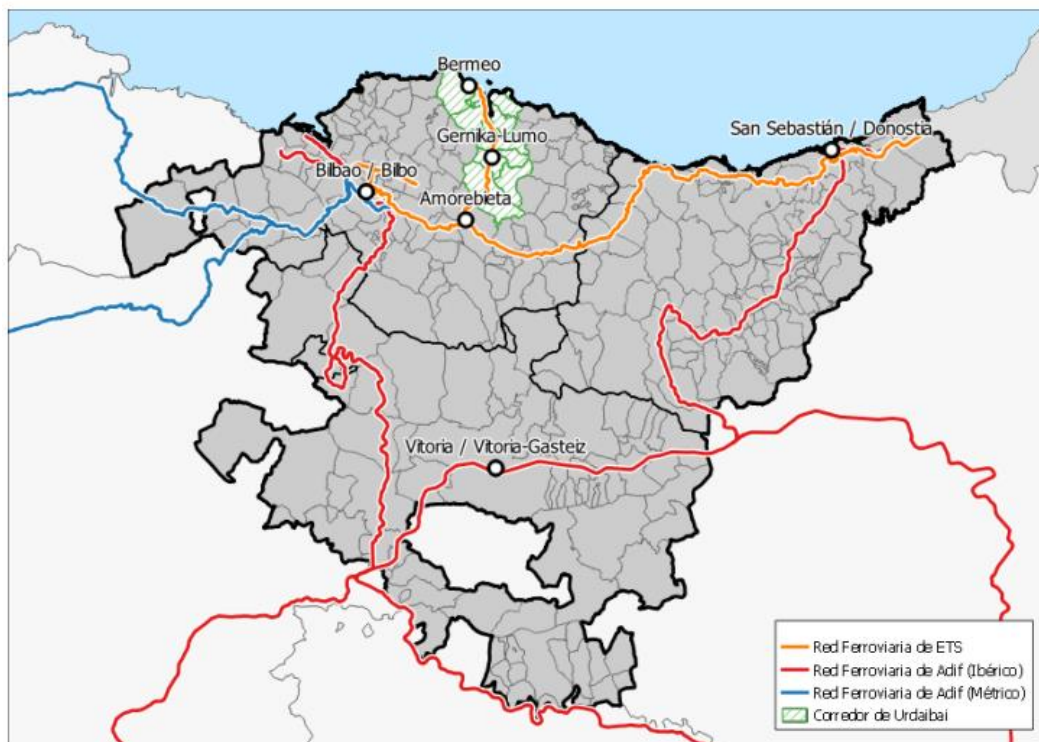 Bermeo
Gernika-Lumo
San Sebastián / Donostia
Bilbao / Bilbo
Amorebieta
Vitoria / Vitoria-Gasteiz
Red Ferroviaria de ETS
Red Ferroviaria de Adif (Ibérico)
Red Ferroviaria de Adif (Métrico)
Corredor de Urdaibai